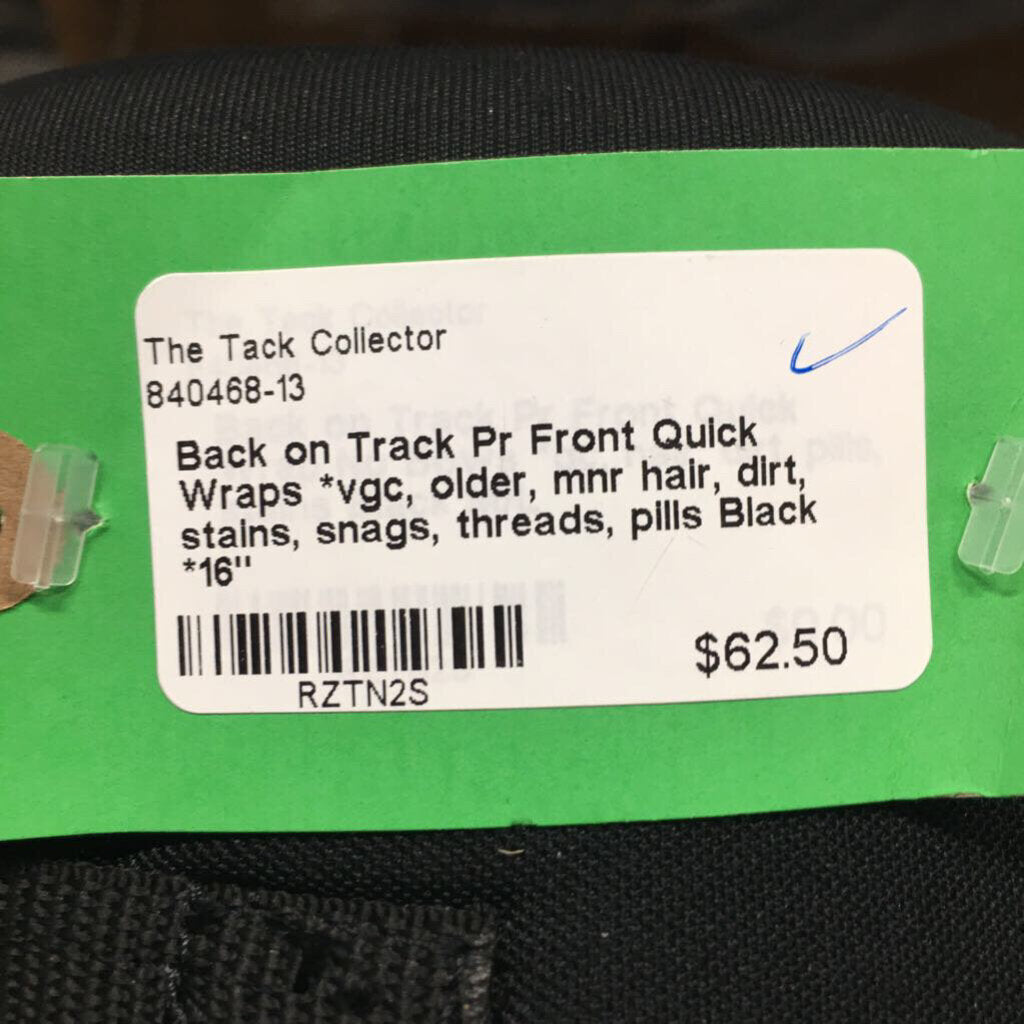 The Tack Collector
840468-13
Back on Track Pr Front Quick
Wraps *vgc, older, mnr hair, dirt,
stains, snags, threads, pills Black
*16"
$62.50
RZTN2S